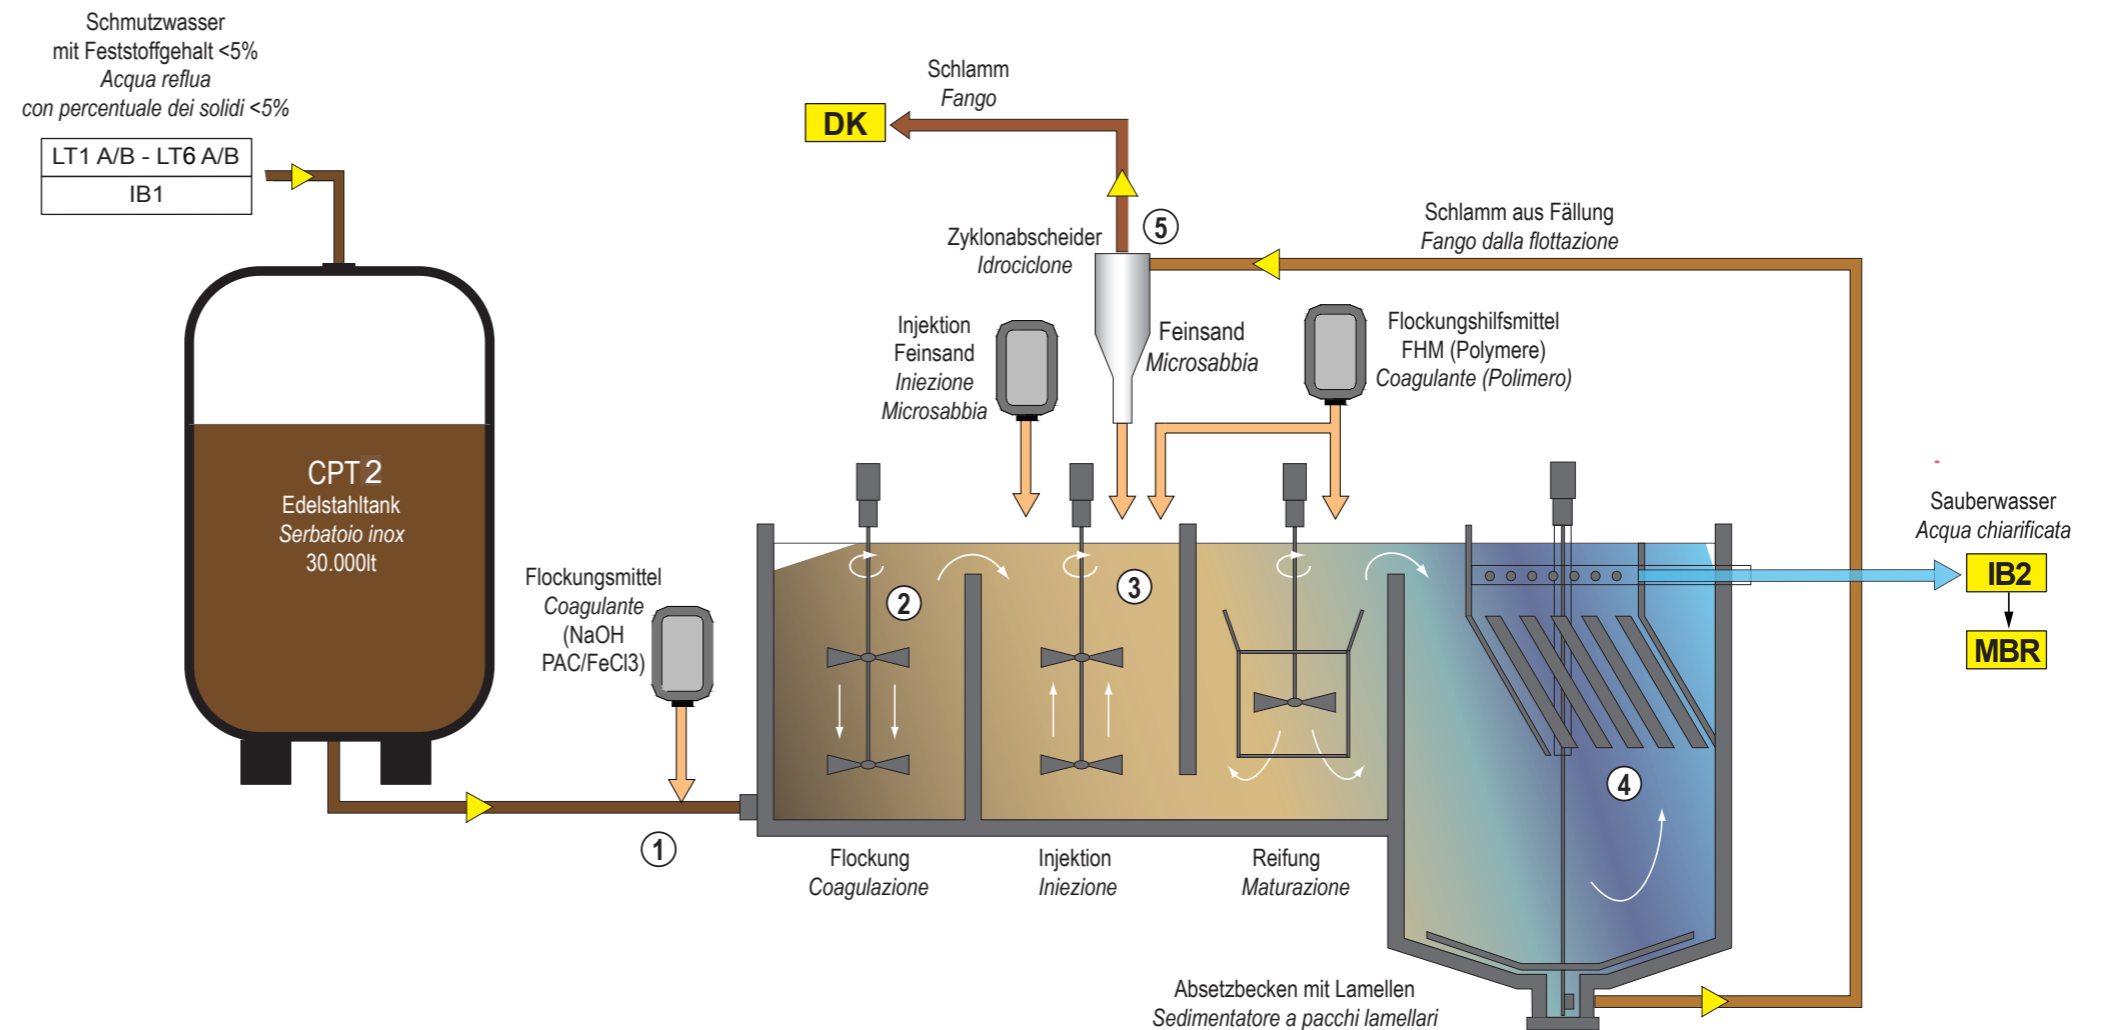 Schmutzwasser
mit Feststoffgehalt <5%
Acqua reflua
con percentuale dei solidi <5%
LT1 A/B - LT6 A/B
IB1
CPT 2
Edelstahltank
Serbatoio inox
30.000lt
Flockungsmittel
Coagulante
(NaOH
PAC/FeCl3)
1
Schlamm
Fango
DK
5
Zyklonabscheider
Idrociclone
Schlamm aus Fällung
Fango dalla flottazione
Injektion
Feinsand
Iniezione
Microsabbia
Feinsand
Microsabbia
Flockungshilfsmittel
FHM (Polymere)
Coagulante (Polimero)
2
3
4
Sauberwasser
Acqua chiarificata
IB2
MBR
Flockung
Coagulazione
Injektion
Iniezione
Reifung
Maturazione
Absetzbecken mit Lamellen
Sedimentatore a pacchi lamellari